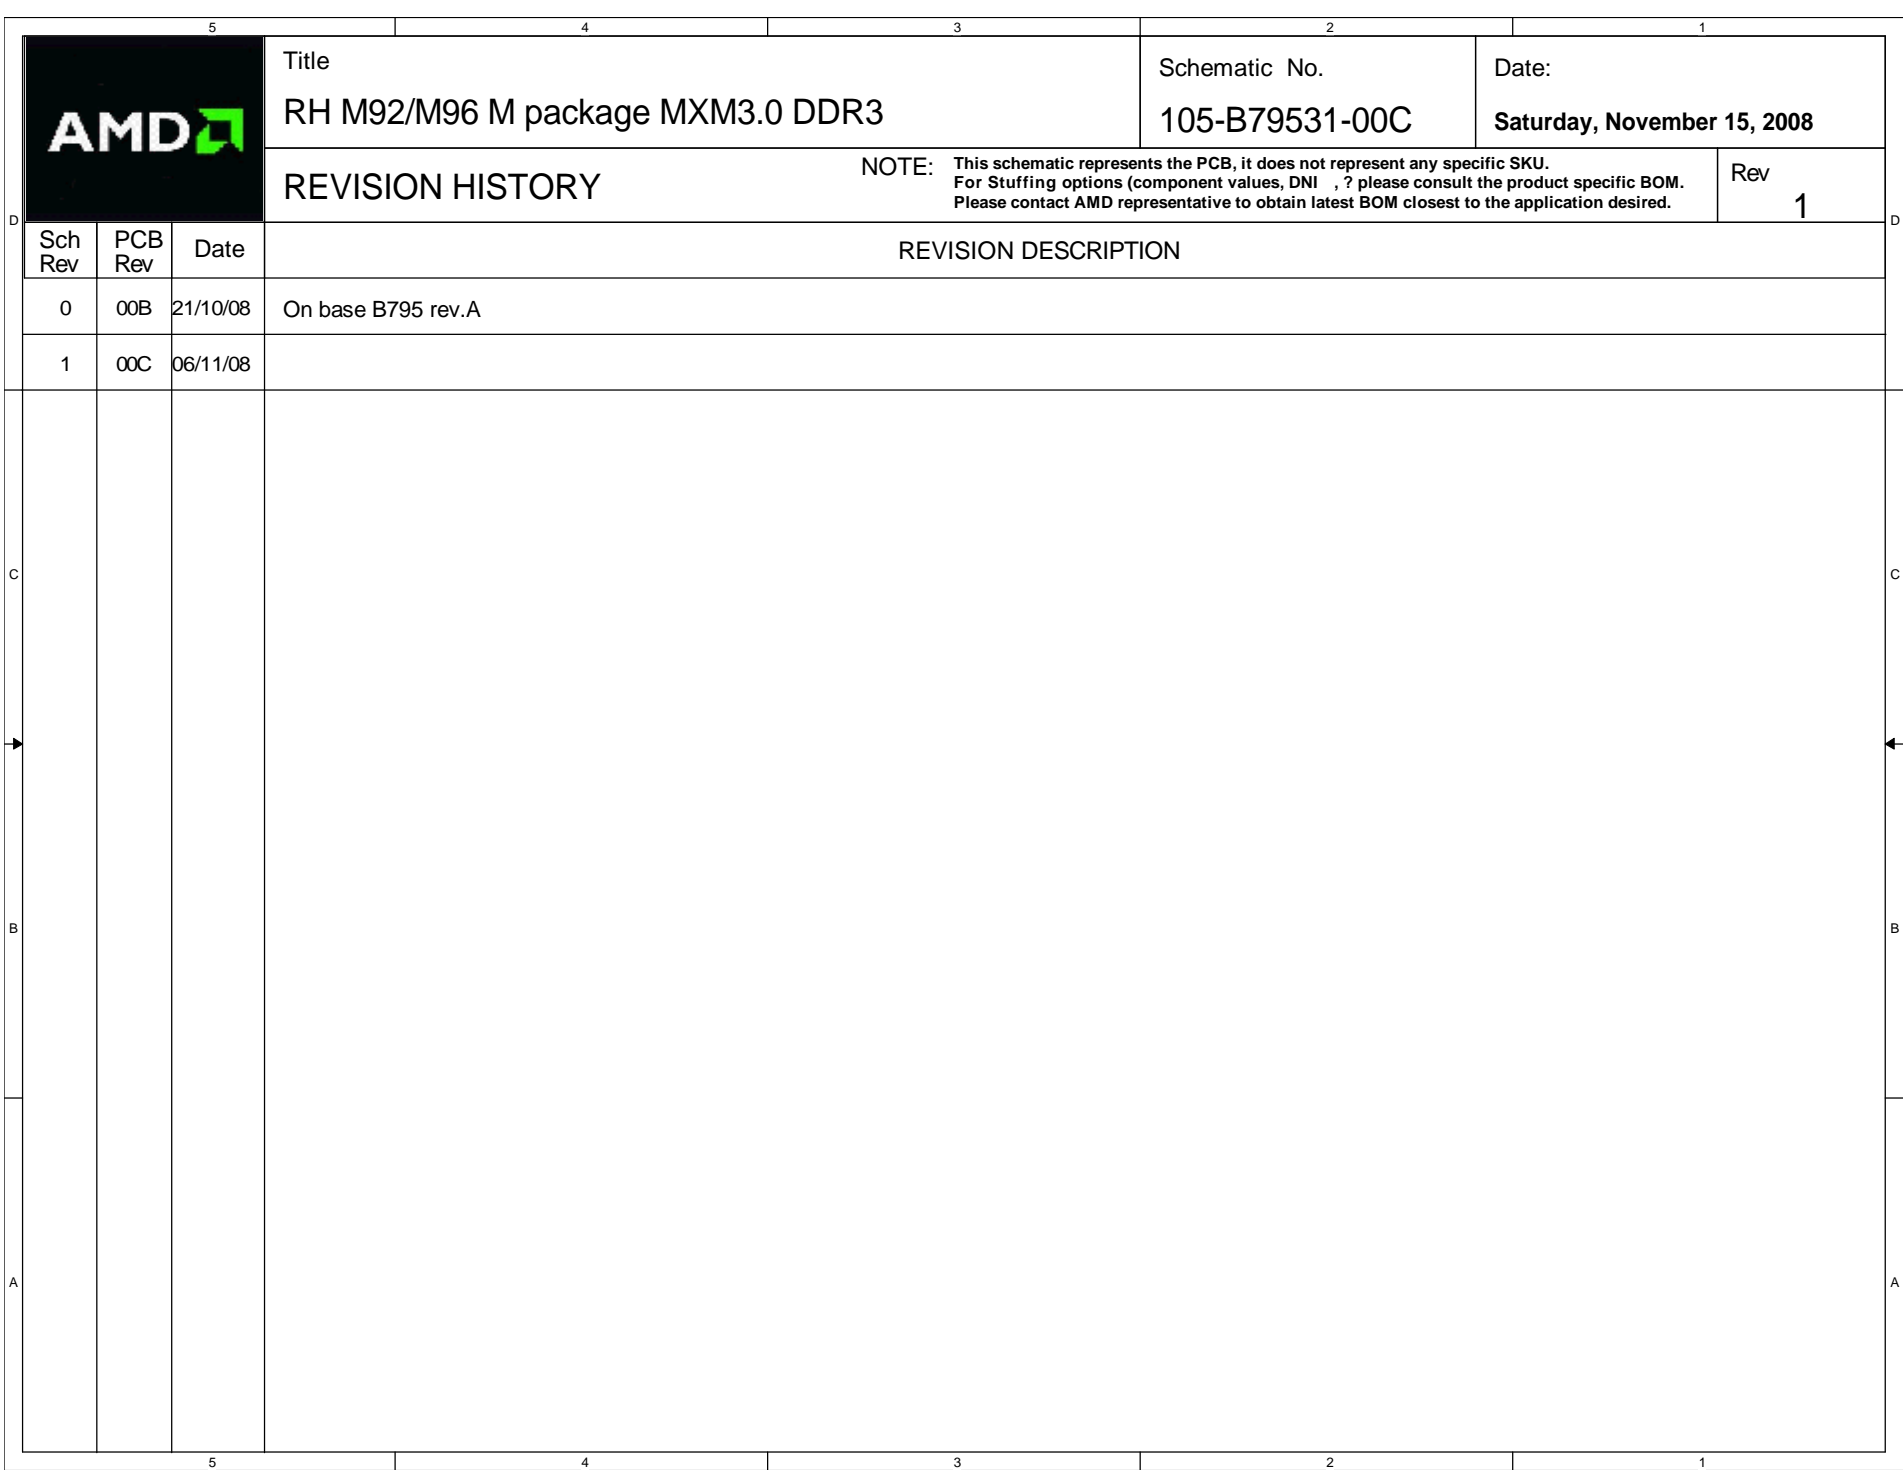 5 4 3 2 1
AMD
Title
RH M92/M96 M package MXM3.0 DDR3
Schematic No.
105-B79531-00C
Date:
Saturday, November 15, 2008
REVISION HISTORY
NOTE:
This schematic represents the PCB, it does not represent any specific SKU.
For Stuffing options (component values, DNI , ? please consult the product specific BOM.
Please contact AMD representative to obtain latest BOM closest to the application desired.
Rev
1
D D
Sch
Rev
PCB
Rev
Date
REVISION DESCRIPTION
0 00B 21/10/08 On base B795 rev.A
1 00C 06/11/08
C C
B B
A A
5 4 3 2 1